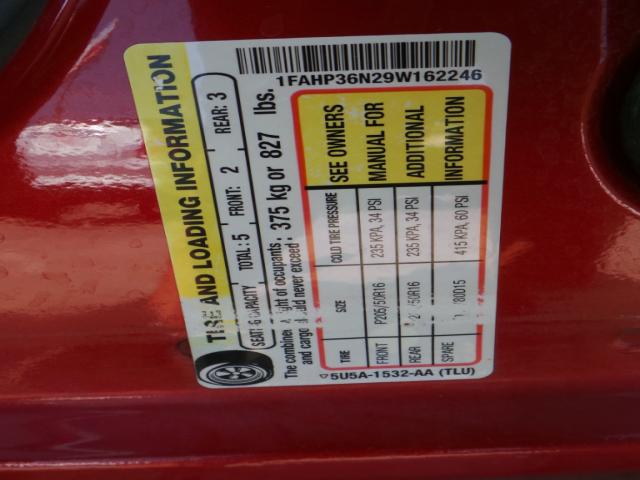 TIRE AND LOADING INFORMATION
SEATING CAPACITY TOTAL : 5 FRONT: 2 REAR: 3
The combined weight of occupants : 375 kg or 827 lbs.
and cargo should never exceed
TIRE SIZE COLD TIRE PRESSURE SEE OWNERS
FRONT P205/50R16 235 KPA, 34 PSI MANUAL FOR
REAR 235 KPA, 34 PSI ADDITIONAL
SPARE 415 KPA, 60 PSI INFORMATION
5U5A-1532-AA (TLU)
1FAHP36N29W162246